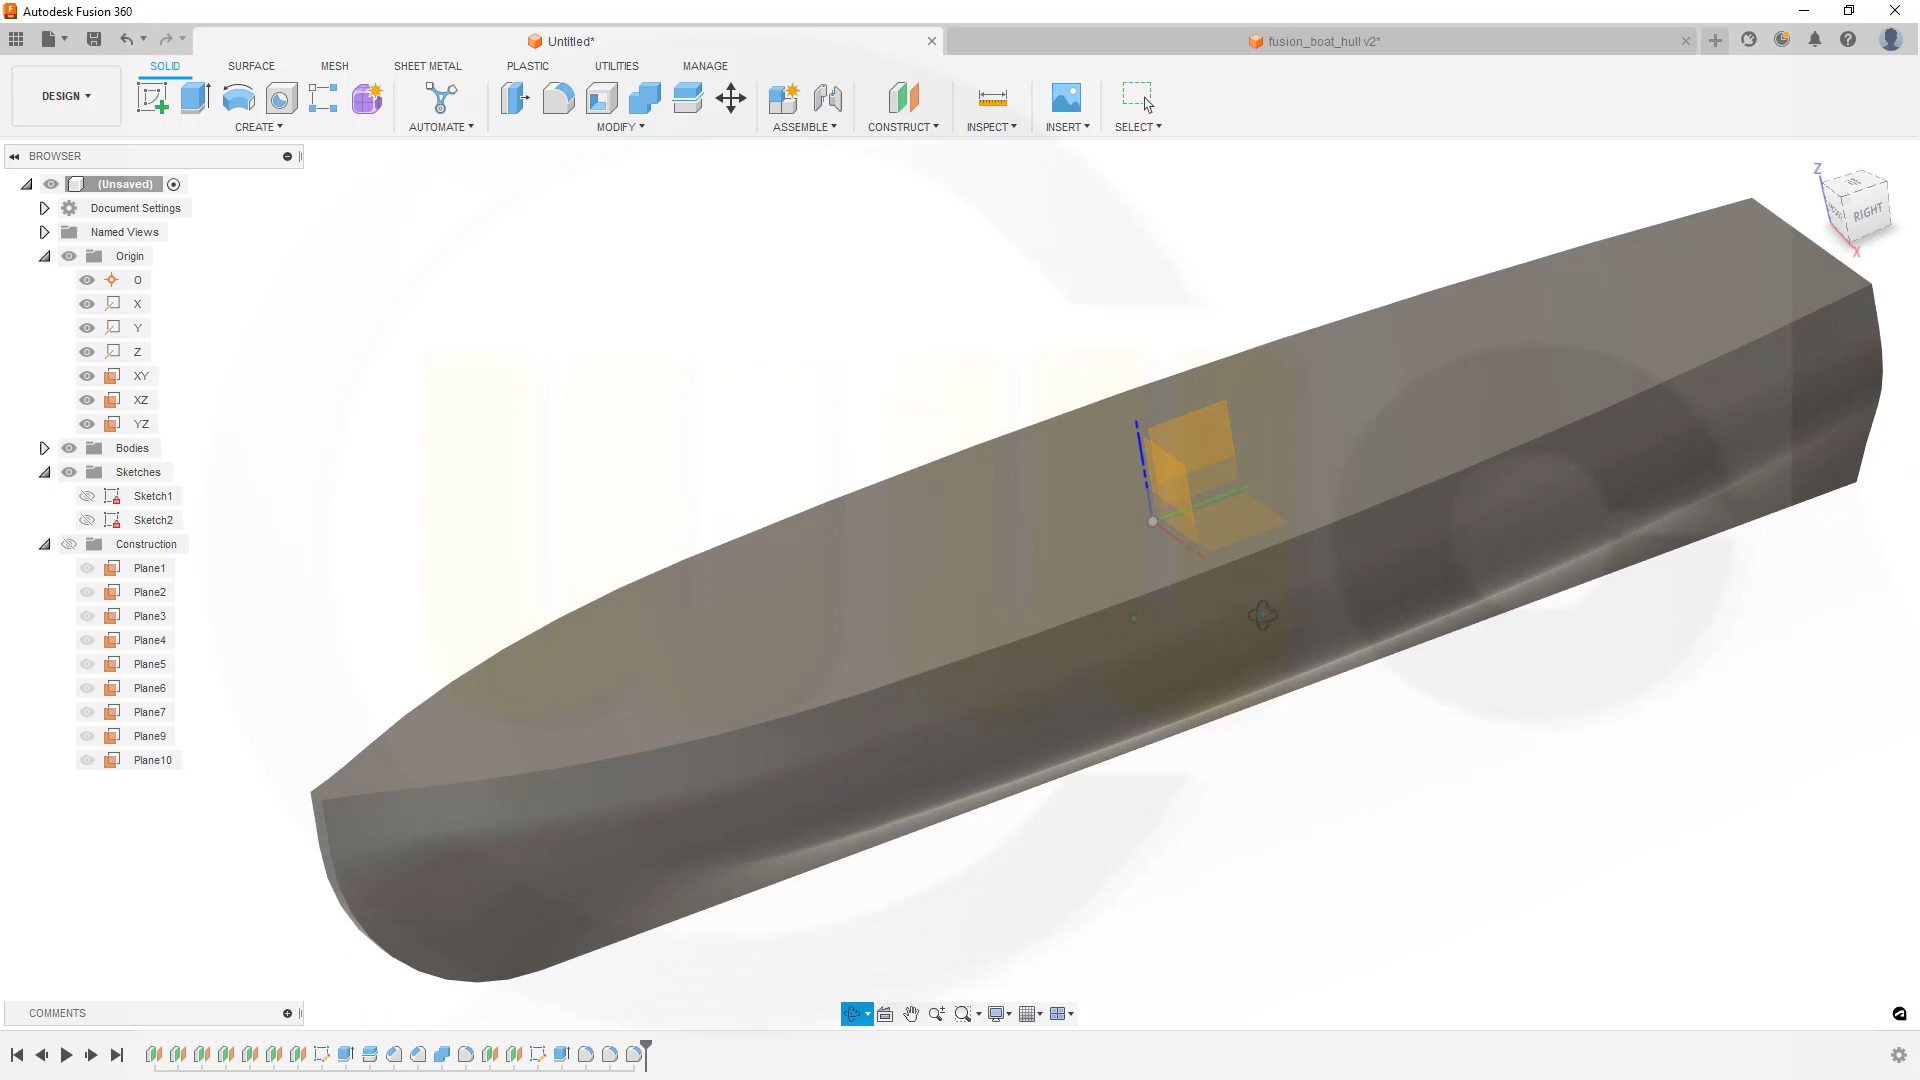 Autodesk Fusion 360
Untitled*
fusion_boat_hull v2*
DESIGN
SOLID
SURFACE
MESH
SHEET METAL
PLASTIC
UTILITIES
MANAGE
CREATE
AUTOMATE
MODIFY
ASSEMBLE
CONSTRUCT
INSPECT
INSERT
SELECT
BROWSER
(Unsaved)
Document Settings
Named Views
Origin
O
X
Y
Z
XY
XZ
YZ
Bodies
Sketches
Sketch1
Sketch2
Construction
Plane1
Plane2
Plane3
Plane4
Plane5
Plane6
Plane7
Plane9
Plane10
Z
RIGHT
X
COMMENTS